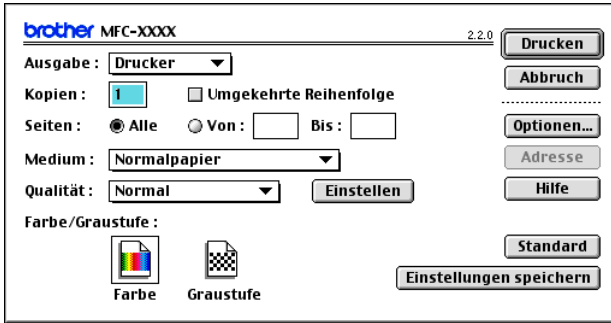 brother MFC-XXXX 2.2.0
Drucken
Ausgabe : Drucker
Abbruch
Kopien : 1 Umgekehrte Reihenfolge
Seiten : Alle Von : Bis :
Optionen...
Medium : Normalpapier
Adresse
Qualität : Normal Einstellen
Hilfe
Farbe/Graustufe :
Standard
Einstellungen speichern
Farbe Graustufe